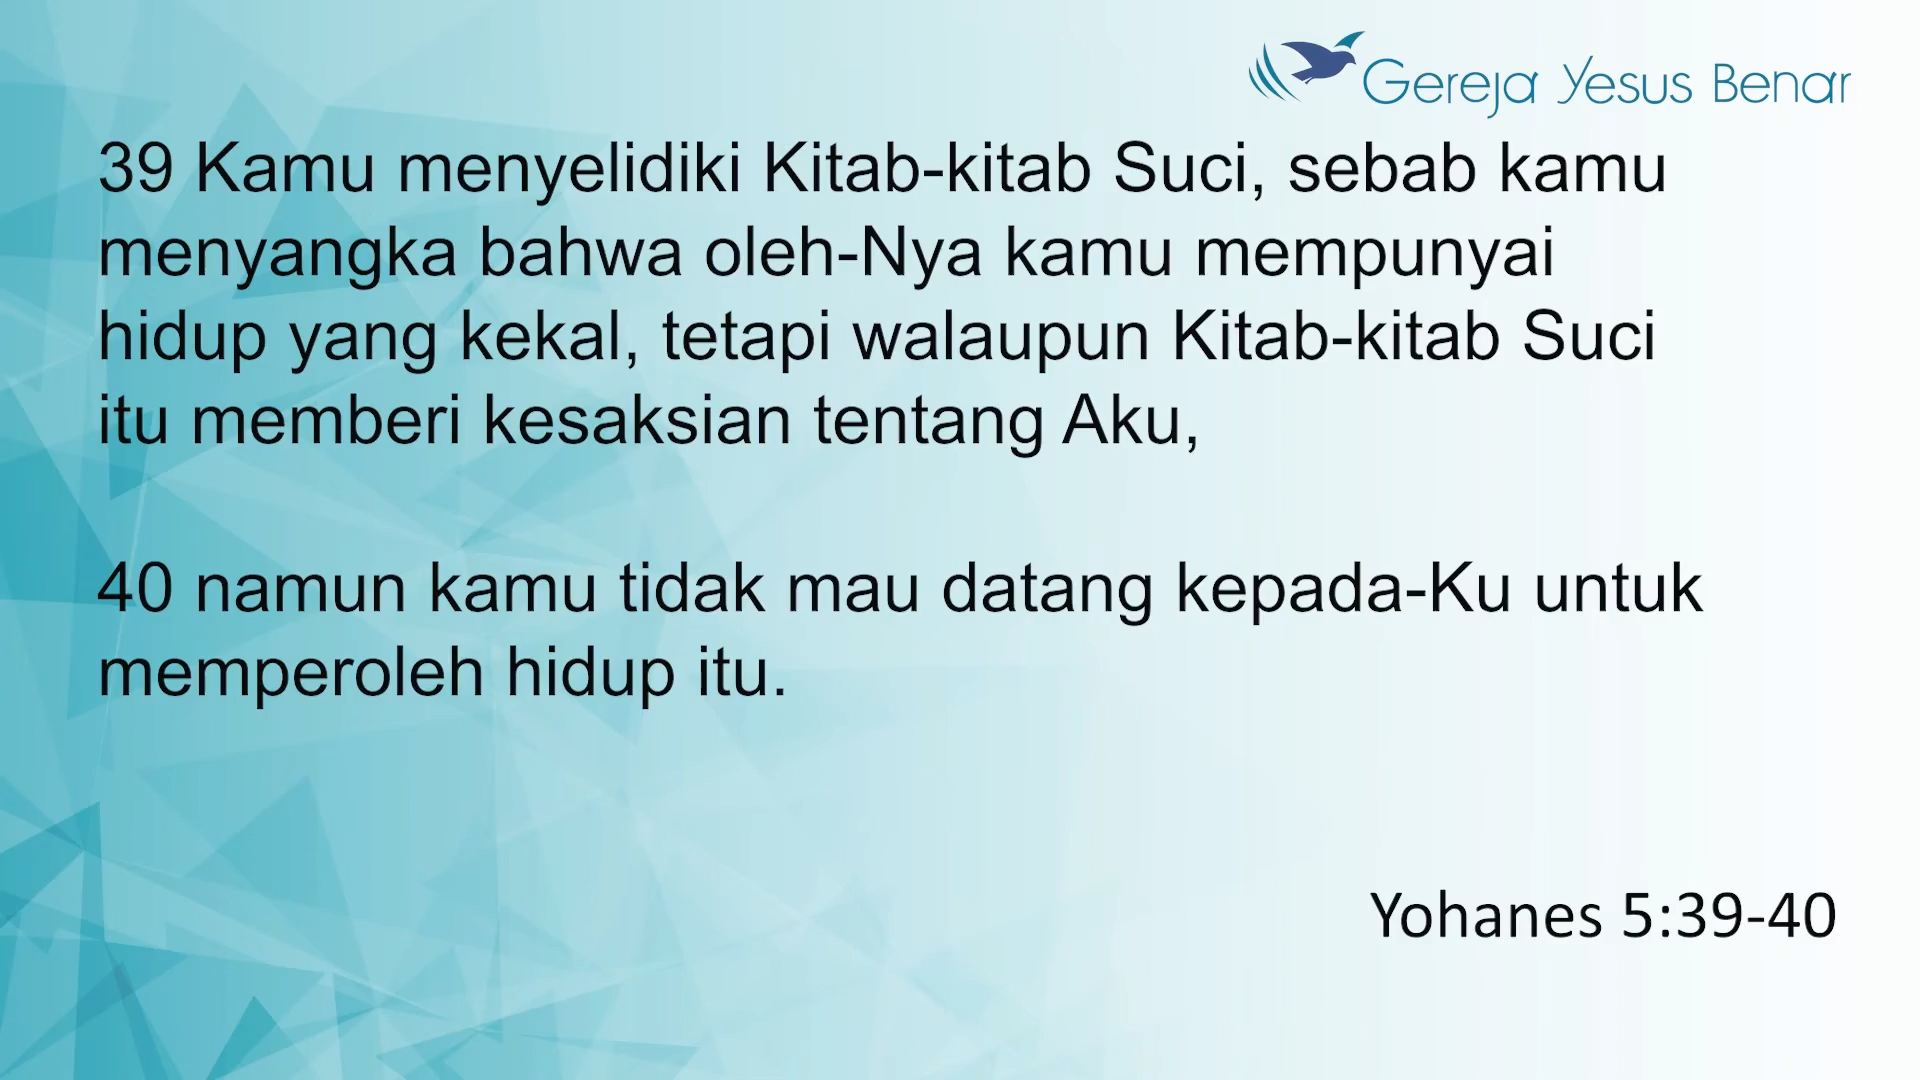 Gereja Yesus Benar
39 Kamu menyelidiki Kitab-kitab Suci, sebab kamu
menyangka bahwa oleh-Nya kamu mempunyai
hidup yang kekal, tetapi walaupun Kitab-kitab Suci
itu memberi kesaksian tentang Aku,
40 namun kamu tidak mau datang kepada-Ku untuk
memperoleh hidup itu.
Yohanes 5:39-40